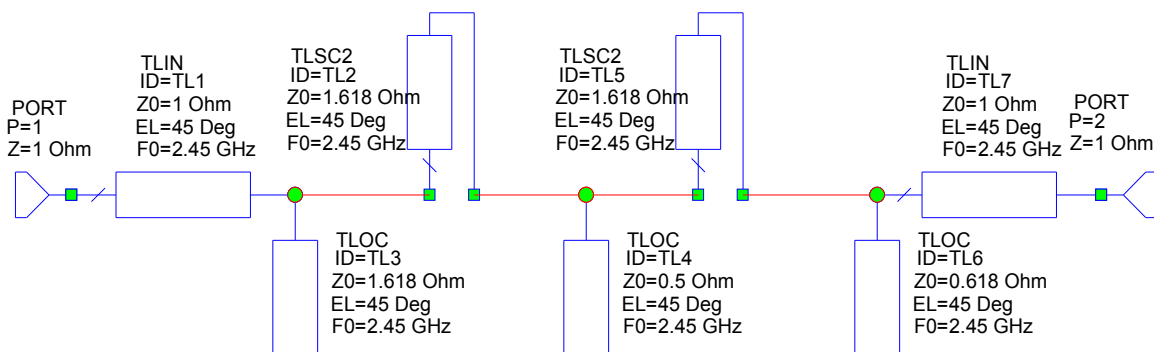 PORT
P=1
Z=1 Ohm
TLIN
ID=TL1
Z0=1 Ohm
EL=45 Deg
F0=2.45 GHz
TLSC2
ID=TL2
Z0=1.618 Ohm
EL=45 Deg
F0=2.45 GHz
TLSC2
ID=TL5
Z0=1.618 Ohm
EL=45 Deg
F0=2.45 GHz
TLIN
ID=TL7
Z0=1 Ohm
EL=45 Deg
F0=2.45 GHz
PORT
P=2
Z=1 Ohm
TLOC
ID=TL3
Z0=1.618 Ohm
EL=45 Deg
F0=2.45 GHz
TLOC
ID=TL4
Z0=0.5 Ohm
EL=45 Deg
F0=2.45 GHz
TLOC
ID=TL6
Z0=0.618 Ohm
EL=45 Deg
F0=2.45 GHz